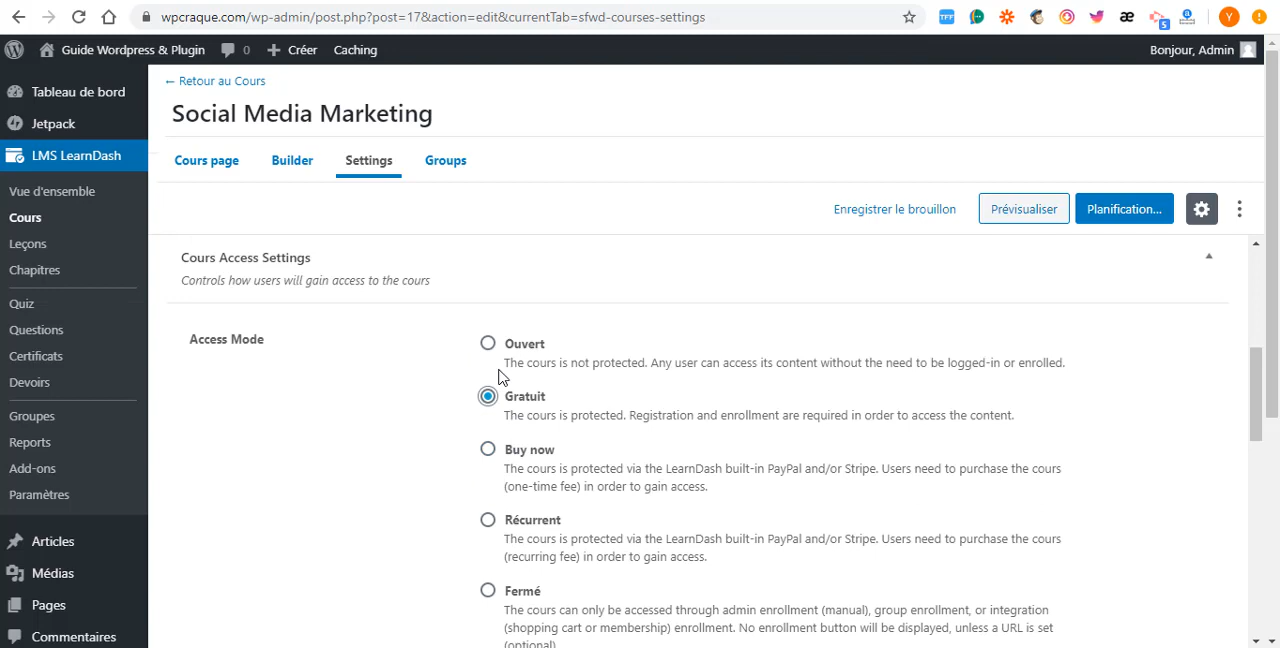 wpcraque.com/wp-admin/post.php?post=17&action=edit&currentTab=sfwd-courses-settings
TFF
æ
5
Y
Guide Wordpress & Plugin
0
Créer
Caching
Bonjour, Admin
Tableau de bord
Jetpack
LMS LearnDash
Vue d'ensemble
Cours
Leçons
Chapitres
Quiz
Questions
Certificats
Devoirs
Groupes
Reports
Add-ons
Paramètres
Articles
Médias
Pages
Commentaires
← Retour au Cours
Social Media Marketing
Cours page
Builder
Settings
Groups
Enregistrer le brouillon
Prévisualiser
Planification...
Cours Access Settings
Controls how users will gain access to the cours
Access Mode
Ouvert
The cours is not protected. Any user can access its content without the need to be logged-in or enrolled.
Gratuit
The cours is protected. Registration and enrollment are required in order to access the content.
Buy now
The cours is protected via the LearnDash built-in PayPal and/or Stripe. Users need to purchase the cours
(one-time fee) in order to gain access.
Récurrent
The cours is protected via the LearnDash built-in PayPal and/or Stripe. Users need to purchase the cours
(recurring fee) in order to gain access.
Fermé
The cours can only be accessed through admin enrollment (manual), group enrollment, or integration
(shopping cart or membership) enrollment. No enrollment button will be displayed, unless a URL is set
(optional)